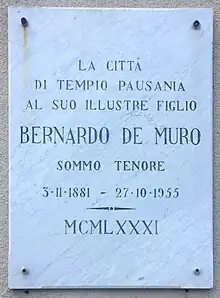 LA CITTÀ
DI TEMPIO PAUSANIA
AL SUO ILLUSTRE FIGLIO
BERNARDO DE MURO
SOMMO TENORE
3-11-1881 - 27-10-1955
MCMLXXXI